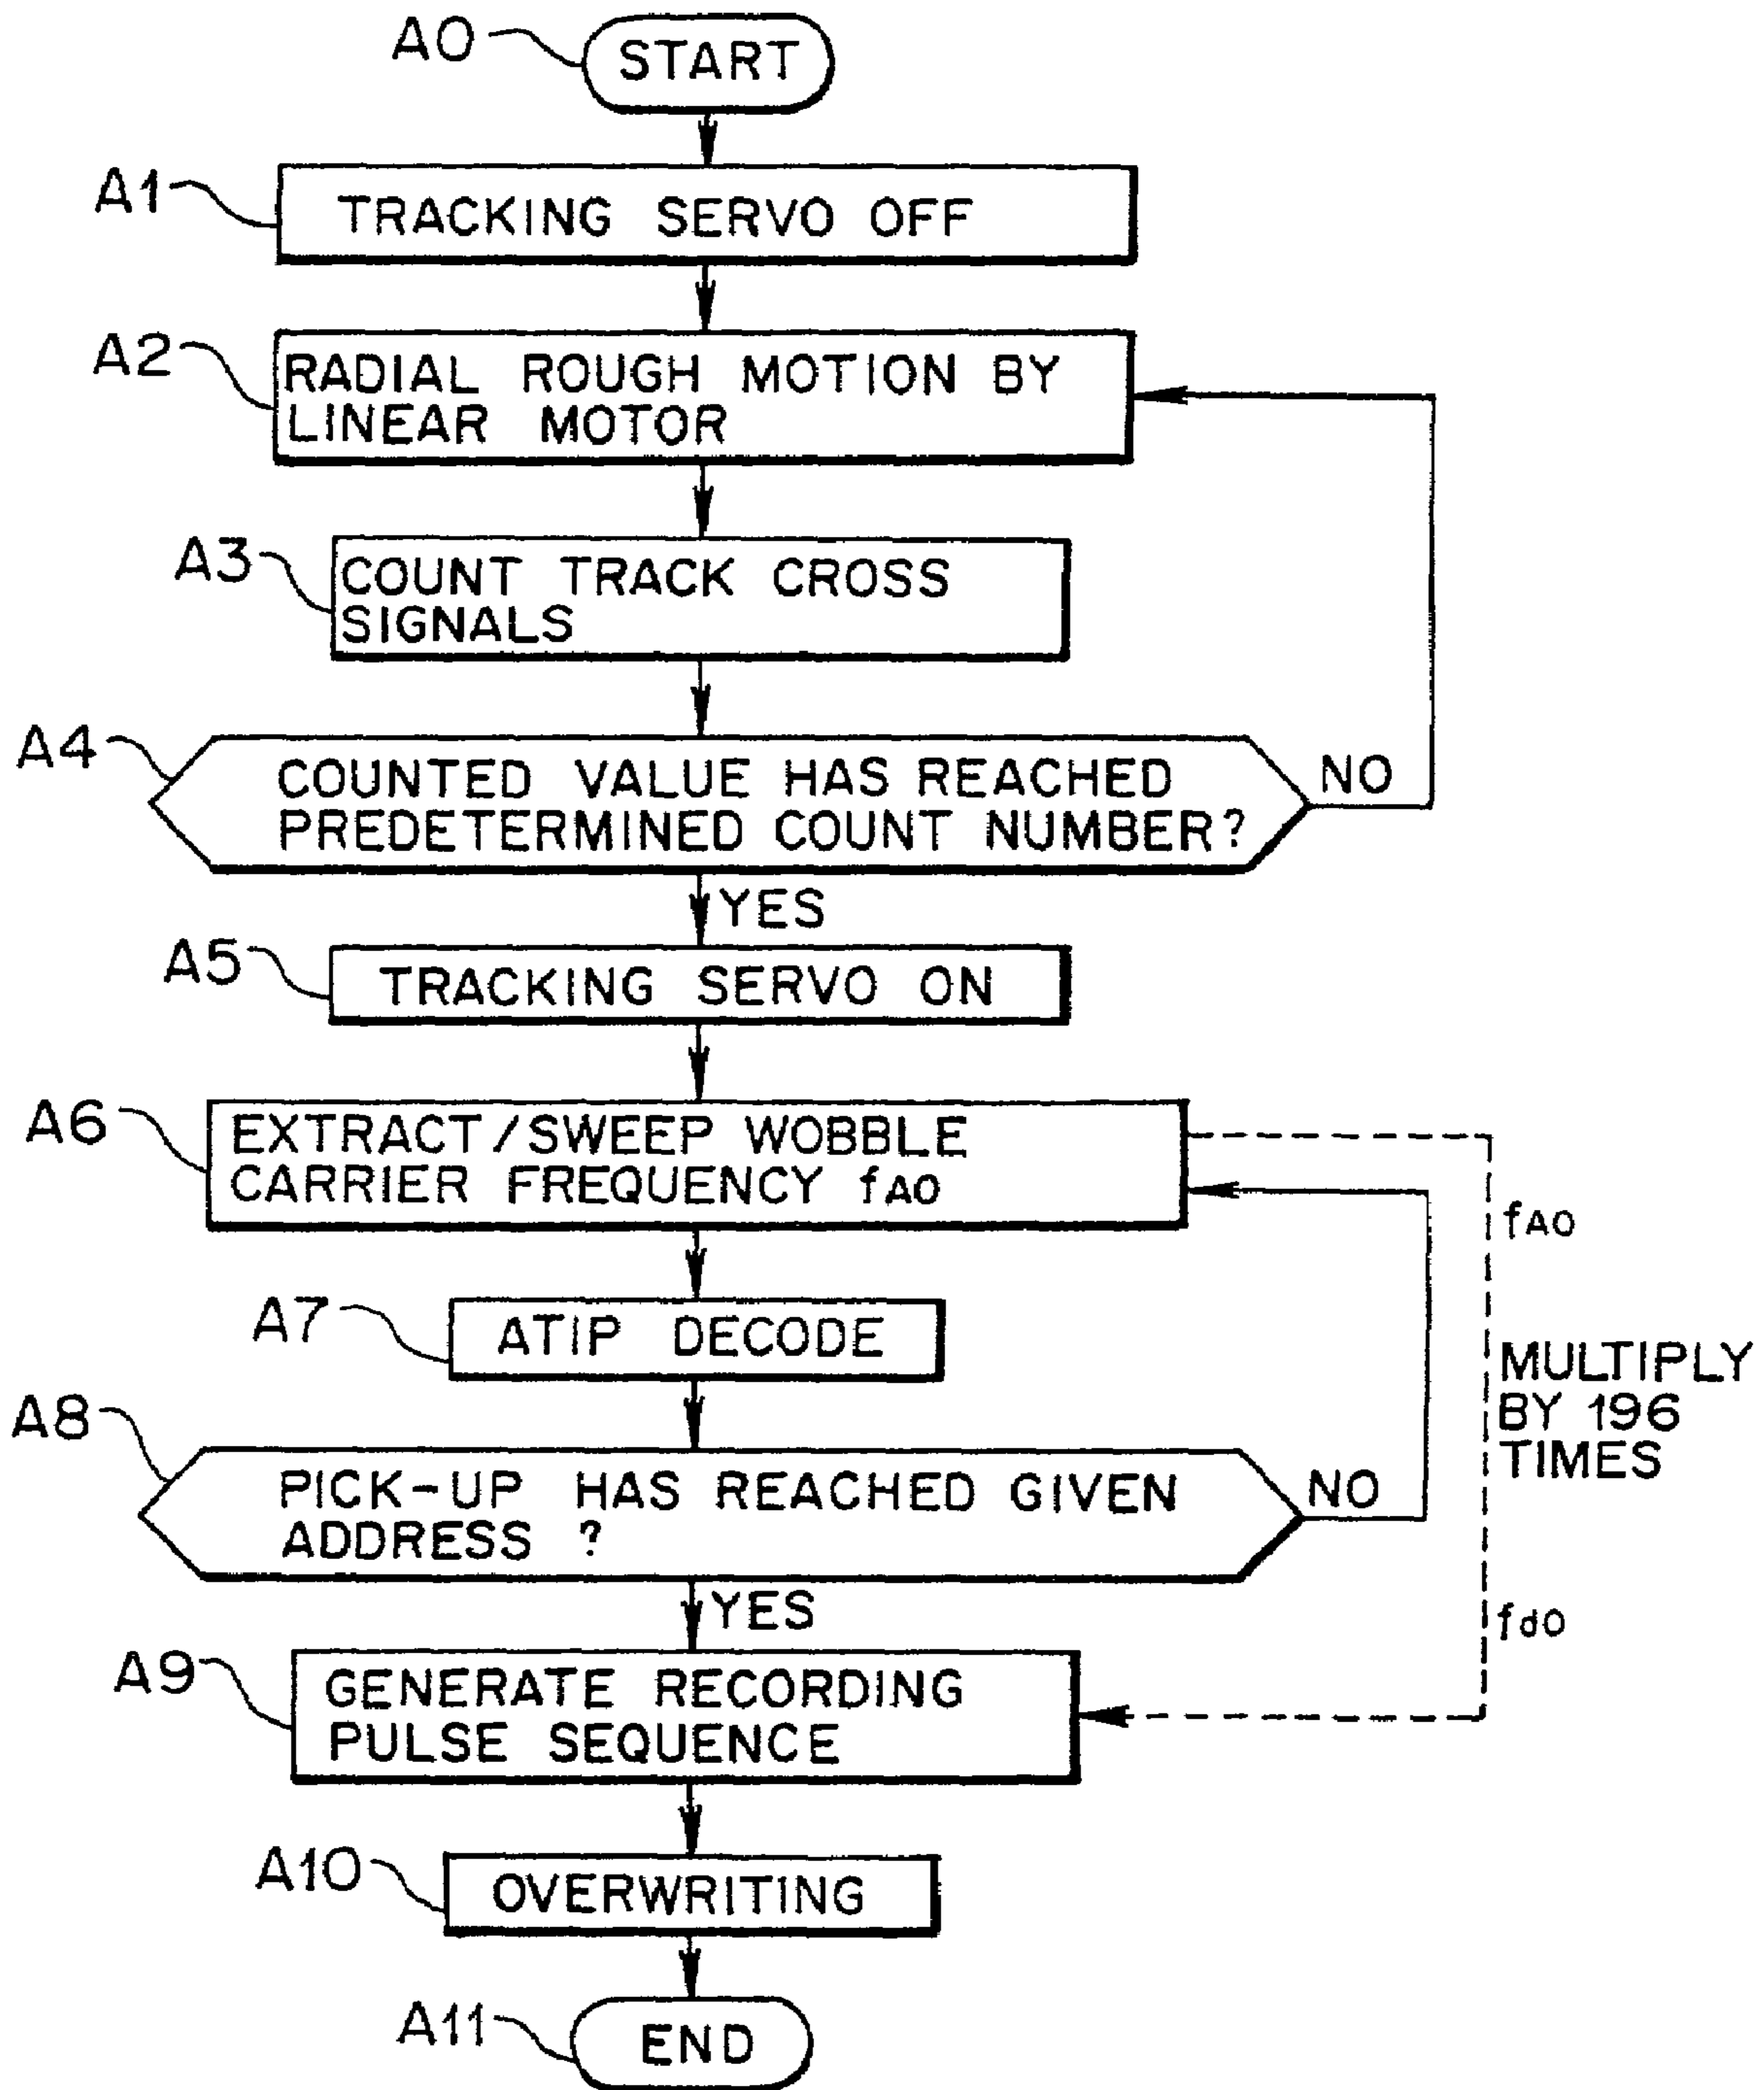 A0
START
A1
TRACKING SERVO OFF
A2
RADIAL ROUGH MOTION BY
LINEAR MOTOR
A3
COUNT TRACK CROSS
SIGNALS
A4
COUNTED VALUE HAS REACHED
PREDETERMINED COUNT NUMBER?
NO
YES
A5
TRACKING SERVO ON
A6
EXTRACT/SWEEP WOBBLE
CARRIER FREQUENCY fA0
fA0
A7
ATIP DECODE
MULTIPLY
BY 196
TIMES
A8
PICK-UP HAS REACHED GIVEN
ADDRESS ?
NO
YES
fd0
A9
GENERATE RECORDING
PULSE SEQUENCE
A10
OVERWRITING
A11
END